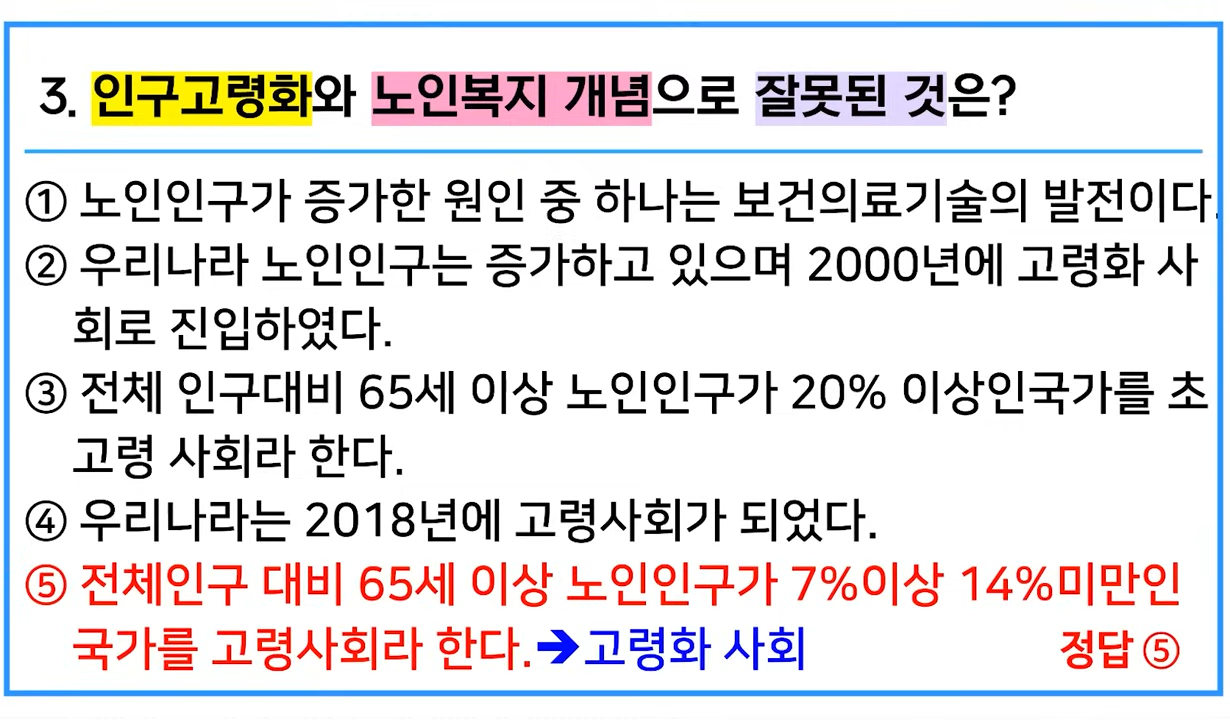 3. 인구고령화와 노인복지 개념으로 잘못된 것은?
① 노인인구가 증가한 원인 중 하나는 보건의료기술의 발전이다.
② 우리나라 노인인구는 증가하고 있으며 2000년에 고령화 사
회로 진입하였다.
③ 전체 인구대비 65세 이상 노인인구가 20% 이상인국가를 초
고령 사회라 한다.
④ 우리나라는 2018년에 고령사회가 되었다.
⑤ 전체인구 대비 65세 이상 노인인구가 7%이상 14%미만인
국가를 고령사회라 한다.➔고령화 사회 정답 ⑤